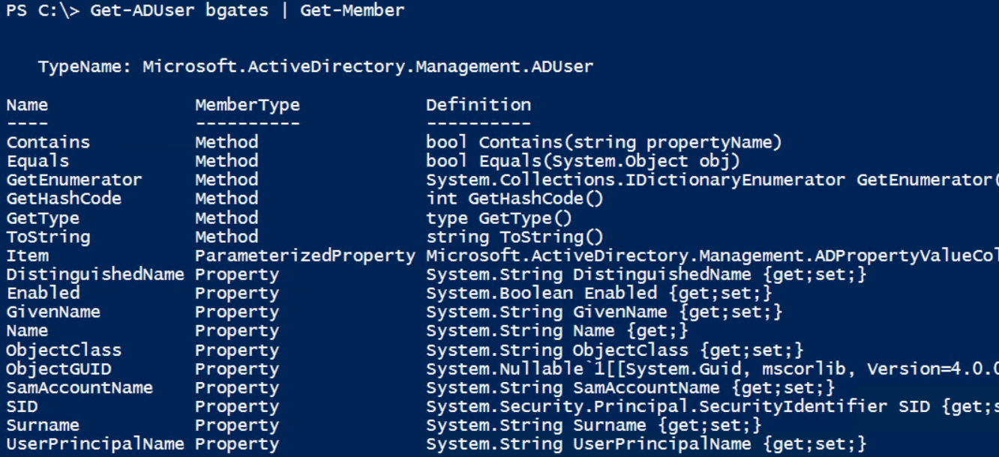 PS C:\> Get-ADUser bgates | Get-Member
TypeName: Microsoft.ActiveDirectory.Management.ADUser
Name MemberType Definition
---- ---------- ----------
Contains Method bool Contains(string propertyName)
Equals Method bool Equals(System.Object obj)
GetEnumerator Method System.Collections.IDictionaryEnumerator GetEnumerator(
GetHashCode Method int GetHashCode()
GetType Method type GetType()
ToString Method string ToString()
Item ParameterizedProperty Microsoft.ActiveDirectory.Management.ADPropertyValueCol
DistinguishedName Property System.String DistinguishedName {get;set;}
Enabled Property System.Boolean Enabled {get;set;}
GivenName Property System.String GivenName {get;set;}
Name Property System.String Name {get;}
ObjectClass Property System.String ObjectClass {get;set;}
ObjectGUID Property System.Nullable`1[[System.Guid, mscorlib, Version=4.0.0
SamAccountName Property System.String SamAccountName {get;set;}
SID Property System.Security.Principal.SecurityIdentifier SID {get;s
Surname Property System.String Surname {get;set;}
UserPrincipalName Property System.String UserPrincipalName {get;set;}